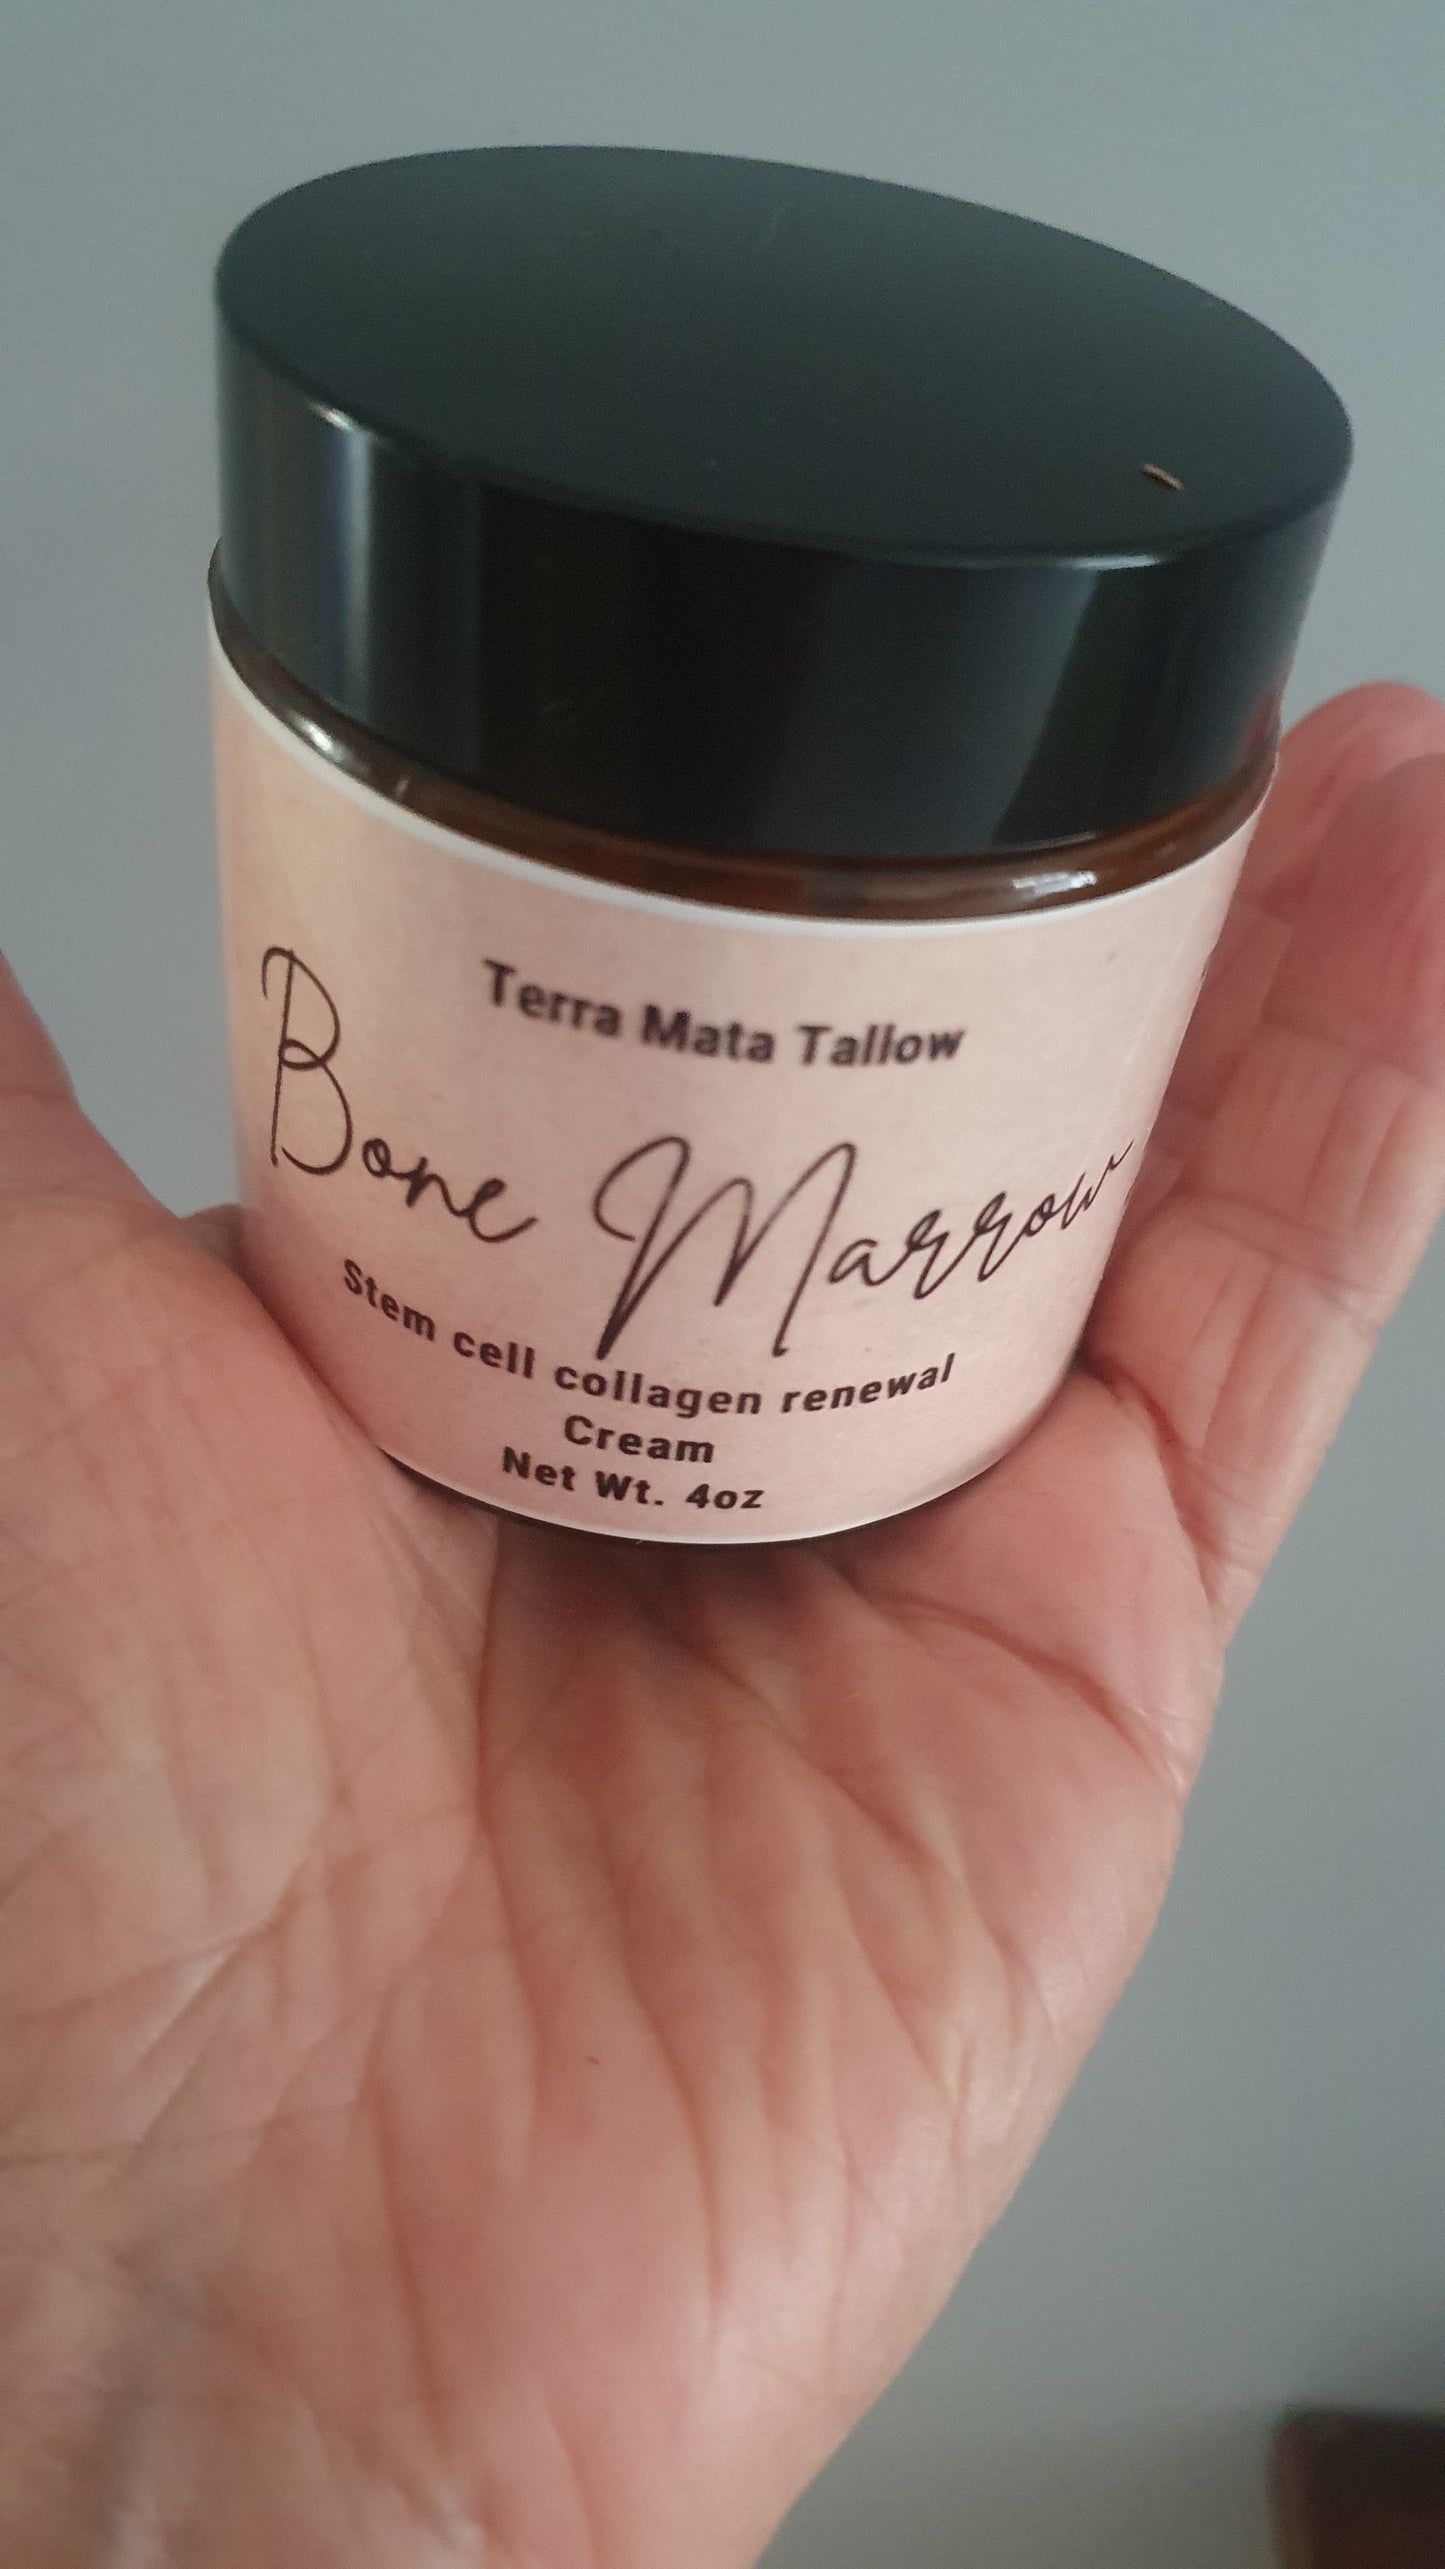 Terra Mata Tallow
Bone Marrow
Stem cell collagen renewal
Cream
Net Wt. 4oz